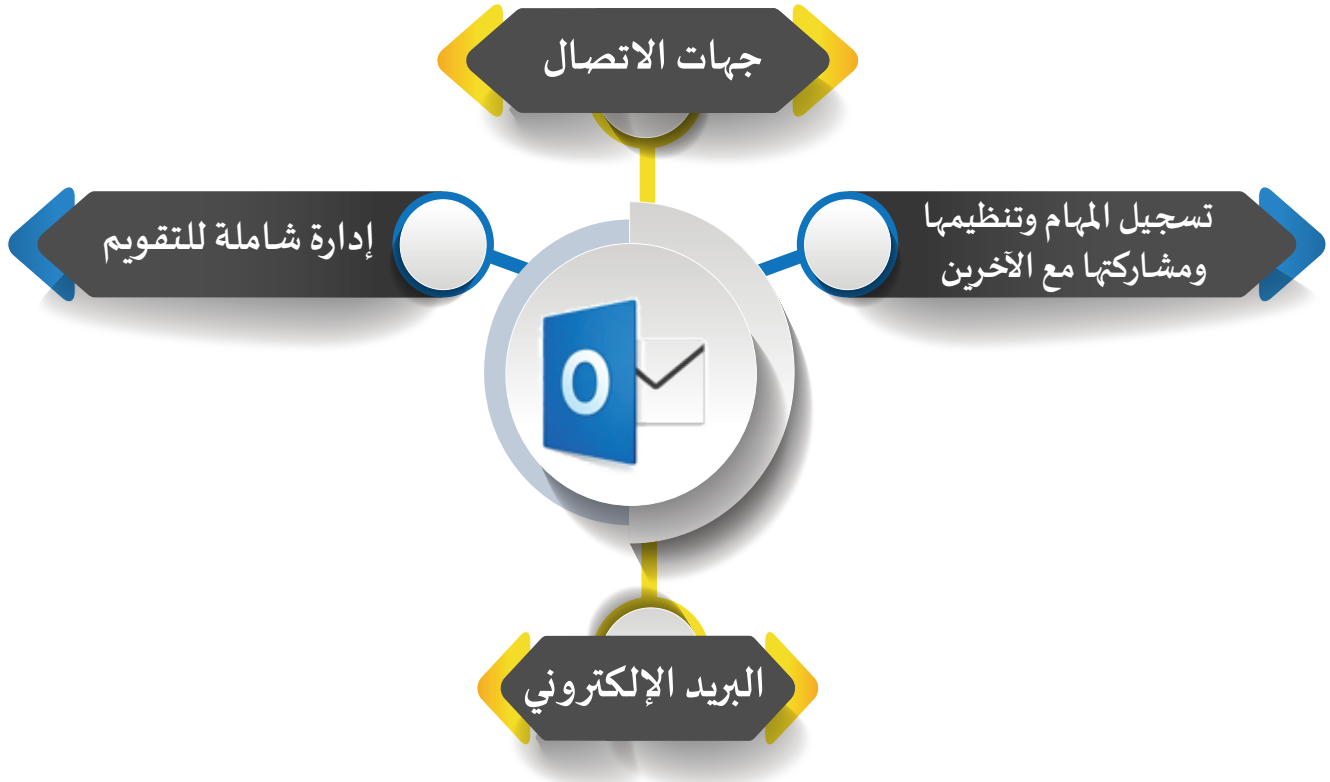 جهات الاتصال
تسجيل المهام وتنظيمها
ومشاركتها مع الآخرين
إدارة شاملة للتقويم
O
البريد الإلكتروني